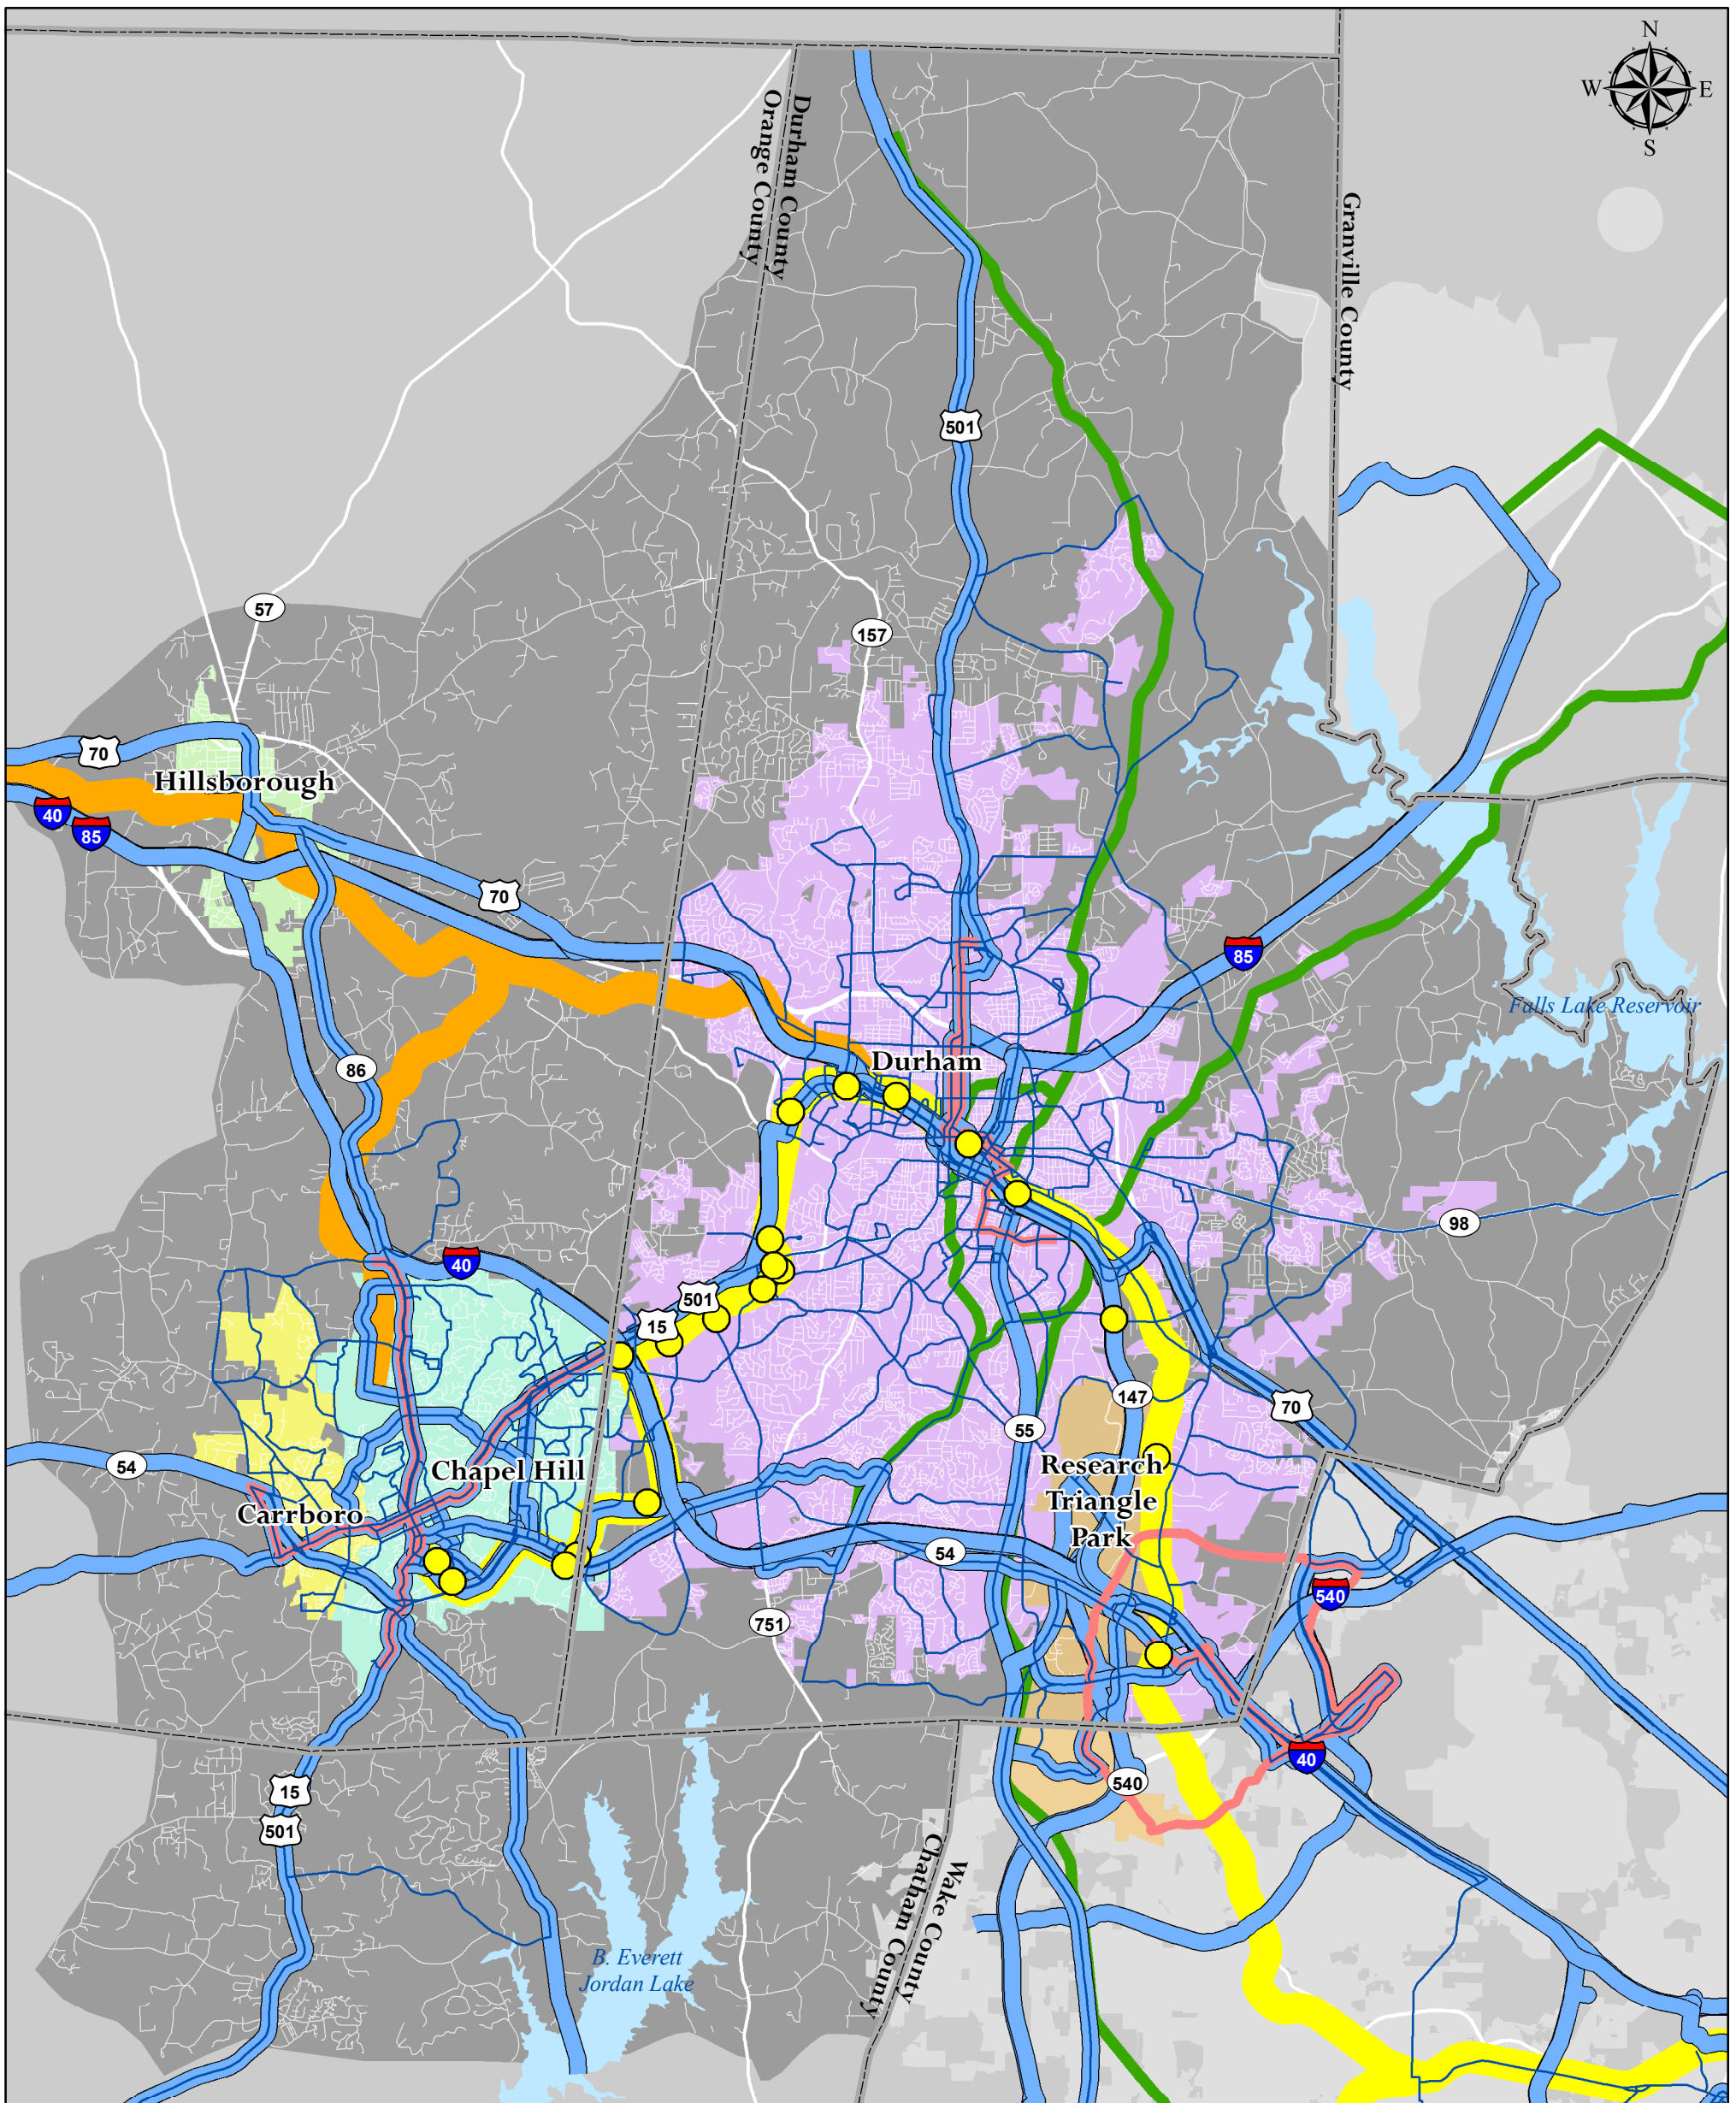 N
W
E
S
Durham County
Orange County
Granville County
501
57
157
70
Hillsborough
40
85
70
85
Falls Lake Reservoir
Durham
86
98
40
501
15
147
70
55
54
Chapel Hill
Research
Triangle
Park
Carrboro
54
540
751
40
540
15
501
Wake County
Chatham County
B. Everett
Jordan Lake